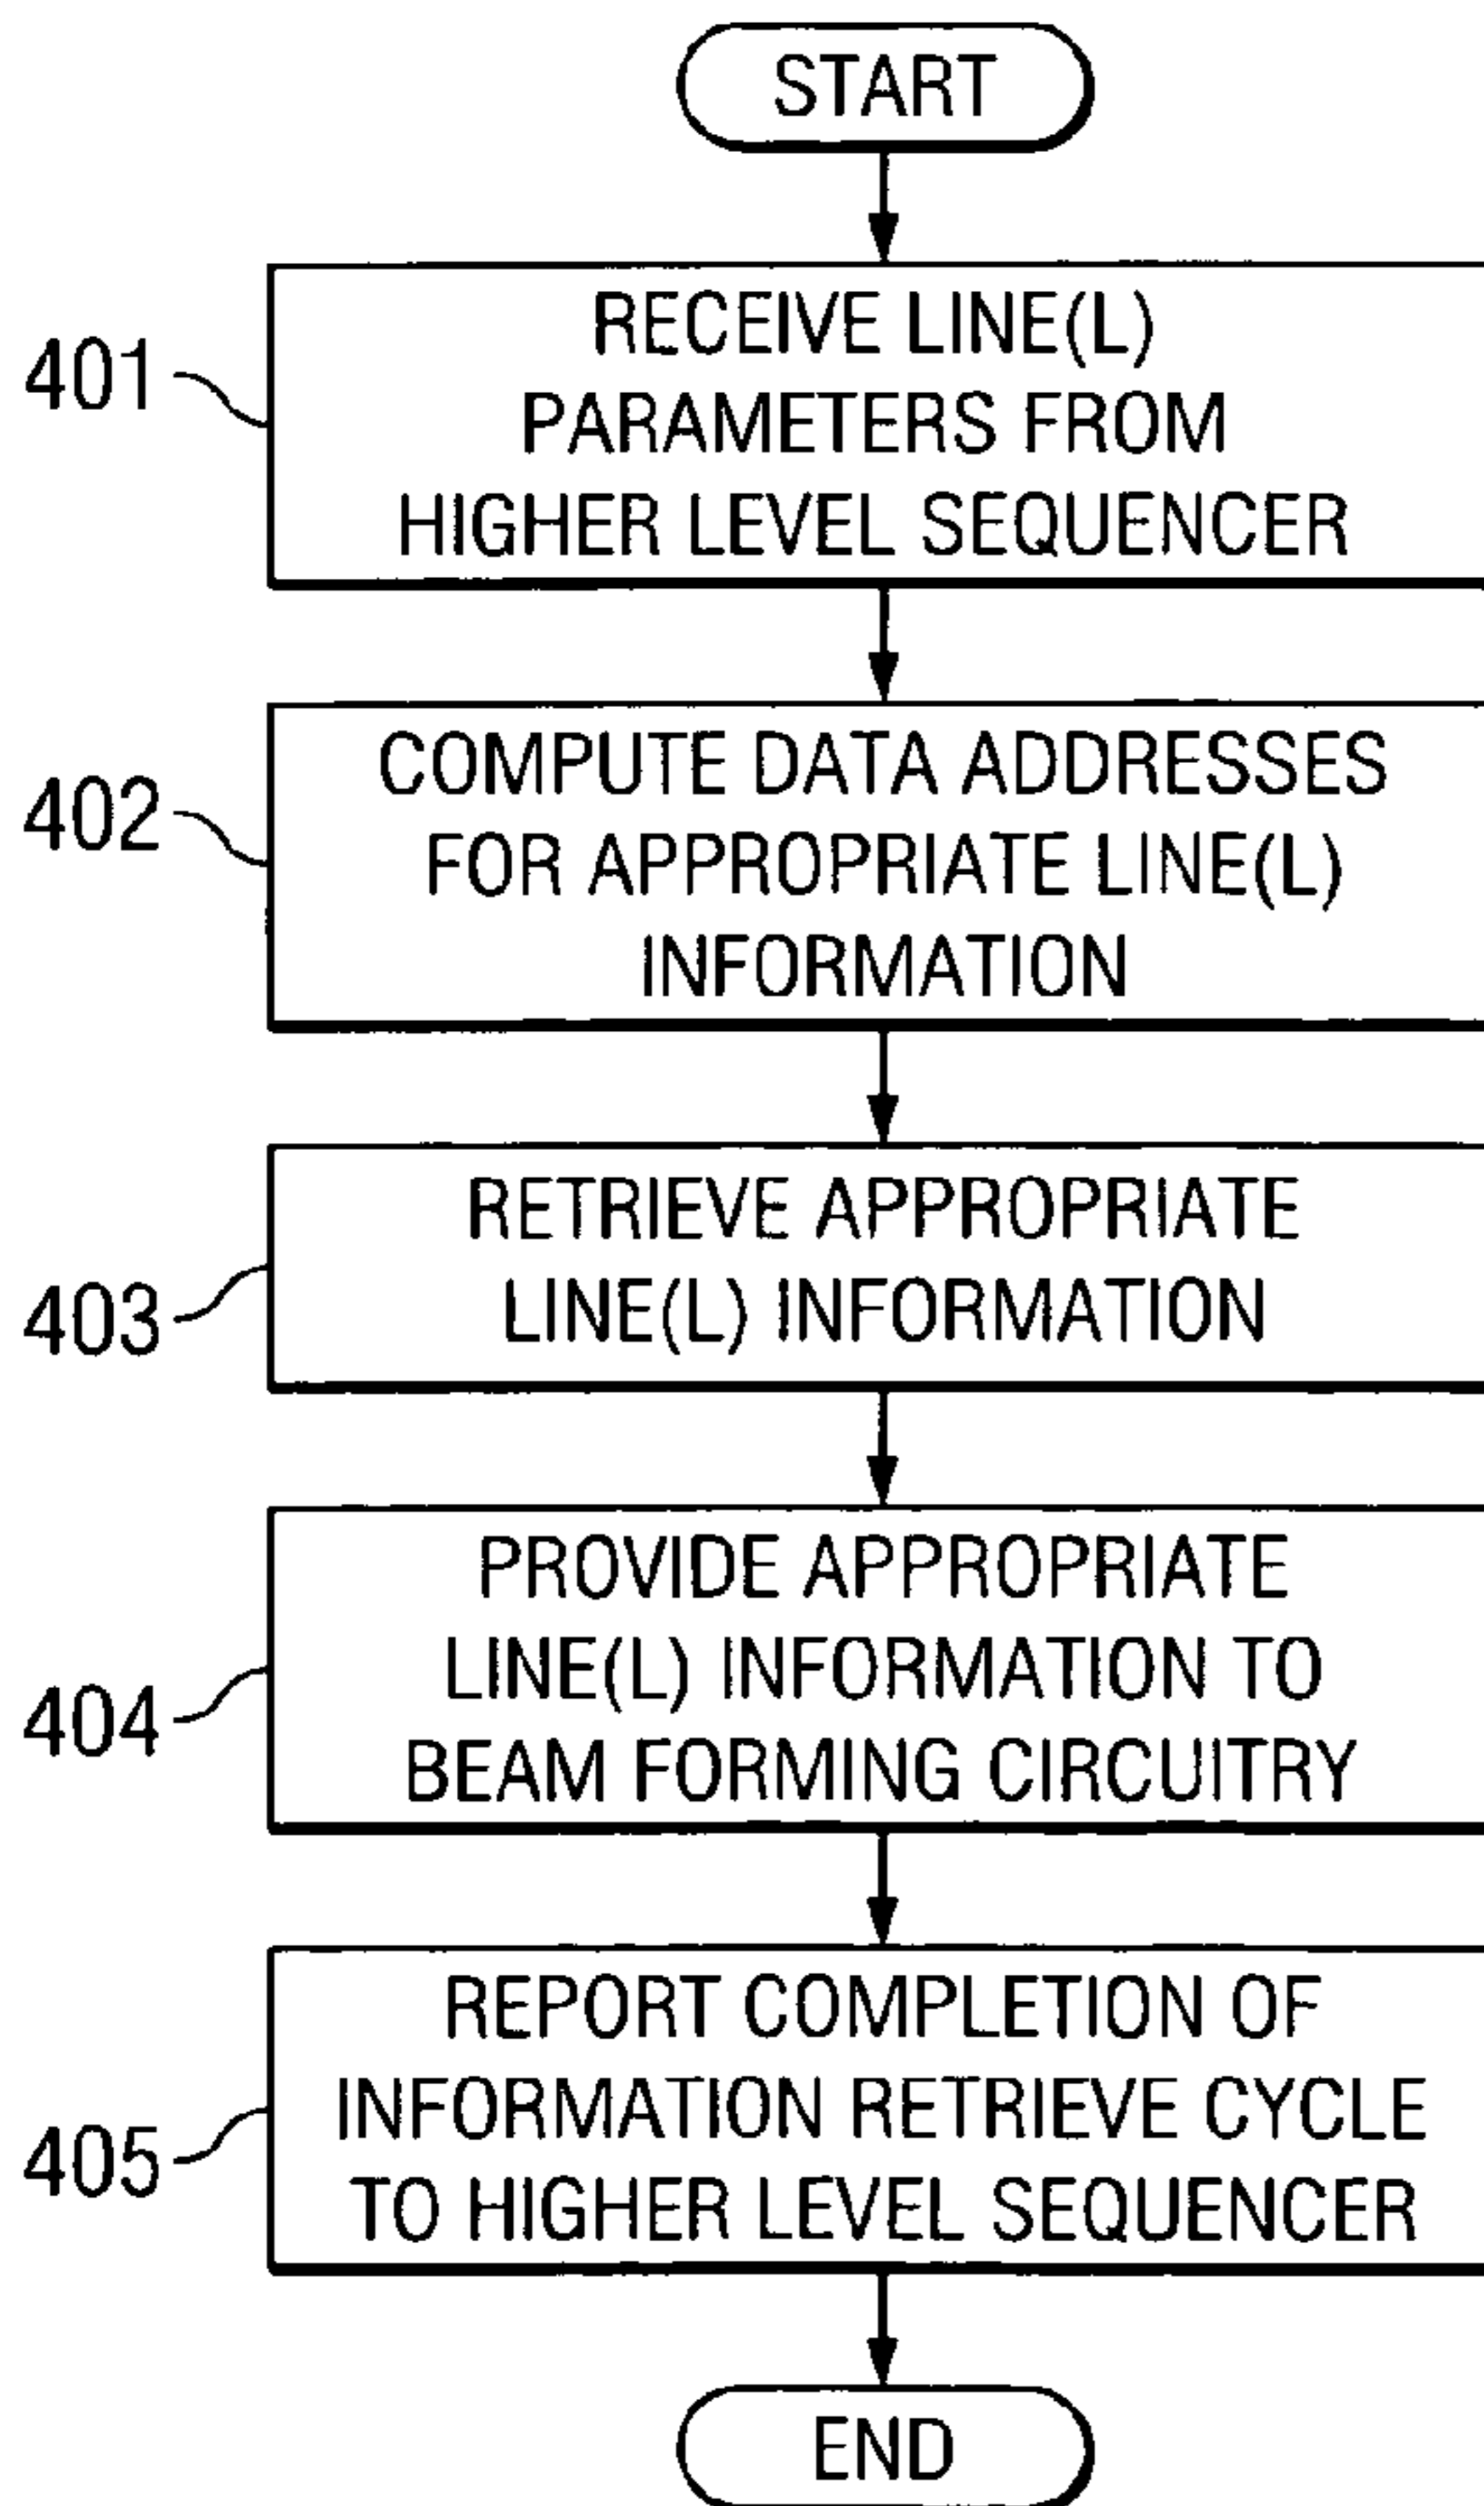 START
401
RECEIVE LINE(L)
PARAMETERS FROM
HIGHER LEVEL SEQUENCER
402
COMPUTE DATA ADDRESSES
FOR APPROPRIATE LINE(L)
INFORMATION
403
RETRIEVE APPROPRIATE
LINE(L) INFORMATION
404
PROVIDE APPROPRIATE
LINE(L) INFORMATION TO
BEAM FORMING CIRCUITRY
405
REPORT COMPLETION OF
INFORMATION RETRIEVE CYCLE
TO HIGHER LEVEL SEQUENCER
END